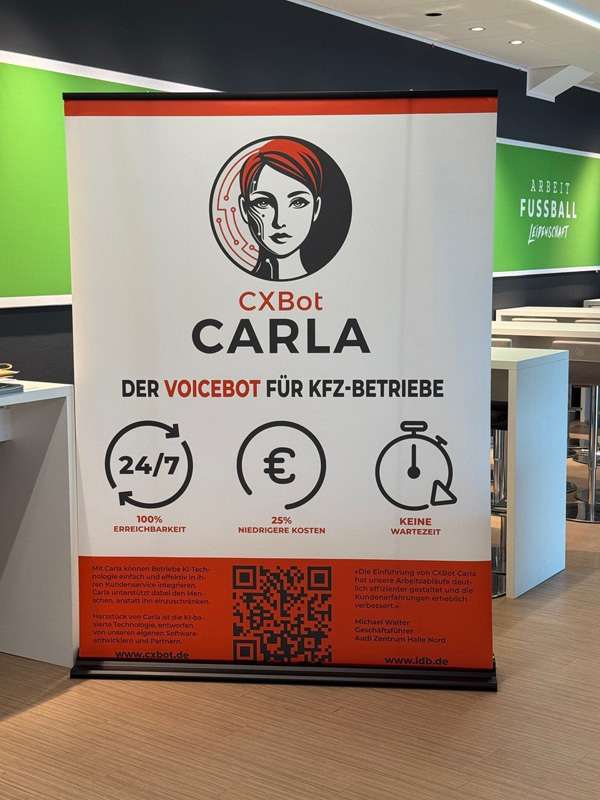 ARBEIT
FUSSBALL
LEIDENSCHAFT
CXBot
CARLA
DER VOICEBOT FÜR KFZ-BETRIEBE
24/7
€
100%
ERREICHBARKEIT
25%
NIEDRIGERE KOSTEN
KEINE
WARTEZEIT
Mit Carla können Betriebe KI-Tech-
nologie einfach und effektiv in ih-
ren Kundenservice integrieren.
Carla unterstützt dabei den Men-
schen, anstatt ihn einzuschränken.
Herzstück von Carla ist die KI-ba-
sierte Technologie, entworfen
von unseren eigenen Software-
antwicklern und Partnern.
www.cxbot.de
»Die Einführung von CXBot Carla
hat unsere Arbeitsabläufe deut-
lich effizienter gestaltet und die
Kundenerfahrungen erheblich
verbessert.«
Michael Walter
Geschäftsführer
Audi Zentrum Halle Nord
www.ldb.de